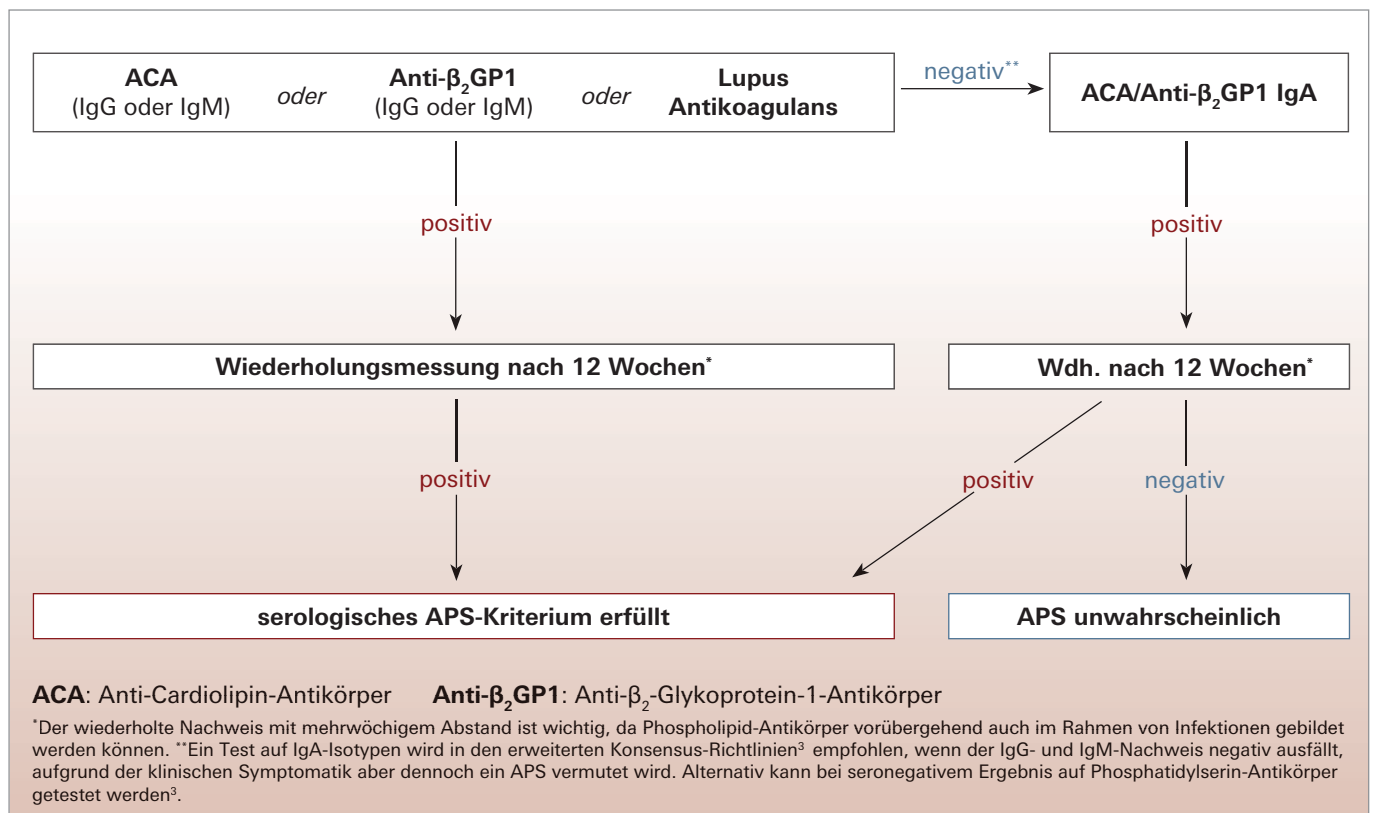 ACA oder Anti-β₂GP1 oder Lupus negativ**
(IgG oder IgM) (IgG oder IgM) Antikoagulans ACA/Anti-β₂GP1 IgA
positiv positiv
Wiederholungsmessung nach 12 Wochen* Wdh. nach 12 Wochen*
positiv positiv negativ
serologisches APS-Kriterium erfüllt APS unwahrscheinlich
ACA: Anti-Cardiolipin-Antikörper Anti-β₂GP1: Anti-β₂-Glykoprotein-1-Antikörper
*Der wiederholte Nachweis mit mehrwöchigem Abstand ist wichtig, da Phospholipid-Antikörper vorübergehend auch im Rahmen von Infektionen gebildet
werden können. **Ein Test auf IgA-Isotypen wird in den erweiterten Konsensus-Richtlinien³ empfohlen, wenn der IgG- und IgM-Nachweis negativ ausfällt,
aufgrund der klinischen Symptomatik aber dennoch ein APS vermutet wird. Alternativ kann bei seronegativem Ergebnis auf Phosphatidylserin-Antikörper
getestet werden³.